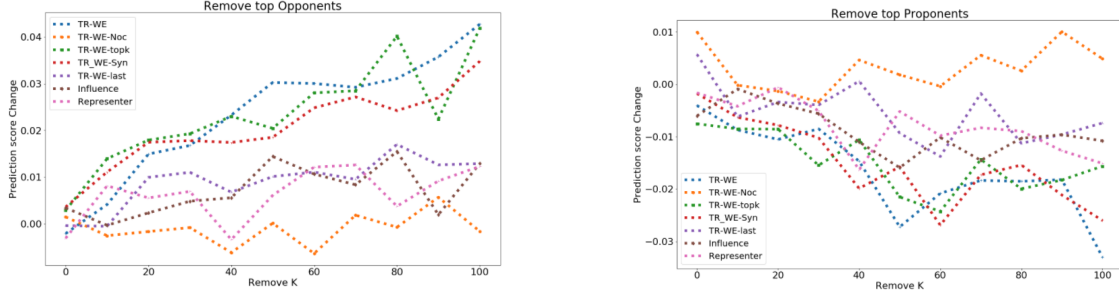 Remove top Opponents
Prediction score Change
0.04
0.03
0.02
0.01
0.00
TR-WE
TR-WE-Noc
TR-WE-topk
TR_WE-Syn
TR-WE-last
Influence
Representer
0 20 40 60 80 100
Remove K
Remove top Proponents
Prediction score Change
0.01
0.00
−0.01
−0.02
−0.03
TR-WE
TR-WE-Noc
TR-WE-topk
TR_WE-Syn
TR-WE-last
Influence
Representer
0 20 40 60 80 100
Remove K